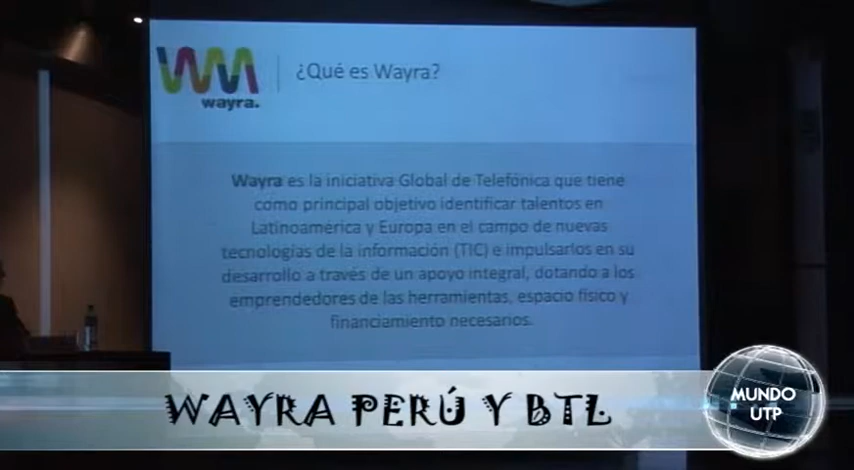 wayra.
¿Qué es Wayra?
Wayra es la iniciativa Global de Telefónica que tiene
como principal objetivo identificar talentos en
Latinoamérica y Europa en el campo de nuevas
tecnologías de la información (TIC) e impulsarlos en su
desarrollo a través de un apoyo integral, dotando a los
emprendedores de las herramientas, espacio físico y
financiamiento necesarios.
WAYRA PERÚ Y BTL
MUNDO
UTP